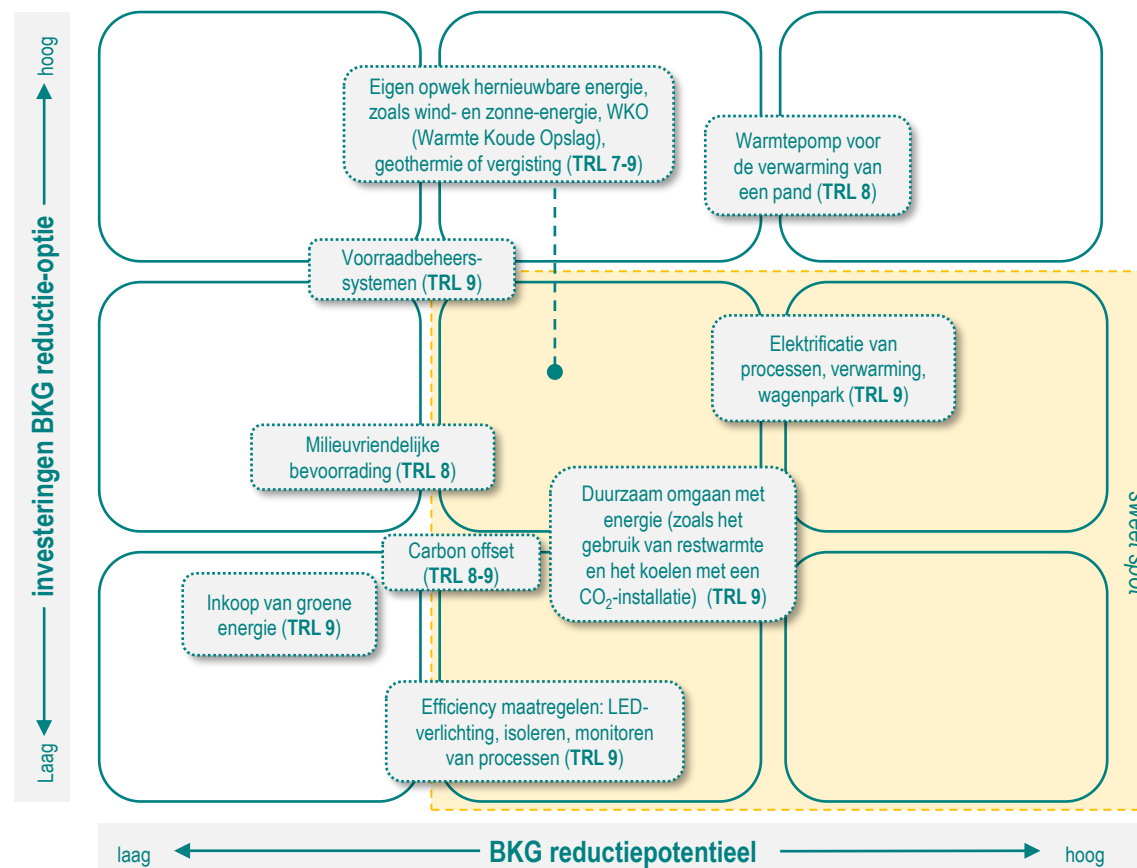 hoog
investeringen BKG reductie-optie
Laag
Eigen opwek hernieuwbare energie,
zoals wind- en zonne-energie, WKO
(Warmte Koude Opslag),
geothermie of vergisting (TRL 7-9)
Warmtepomp voor
de verwarming van
een pand (TRL 8)
Voorraadbeheers-
systemen (TRL 9)
Elektrificatie van
processen, verwarming,
wagenpark (TRL 9)
Milieuvriendelijke
bevoorrading (TRL 8)
Duurzaam omgaan met
energie (zoals het
gebruik van restwarmte
en het koelen met een
CO₂-installatie) (TRL 9)
sweet spot
Carbon offset
(TRL 8-9)
Inkoop van groene
energie (TRL 9)
Efficiency maatregelen: LED-
verlichting, isoleren, monitoren
van processen (TRL 9)
laag
BKG reductiepotentieel
hoog